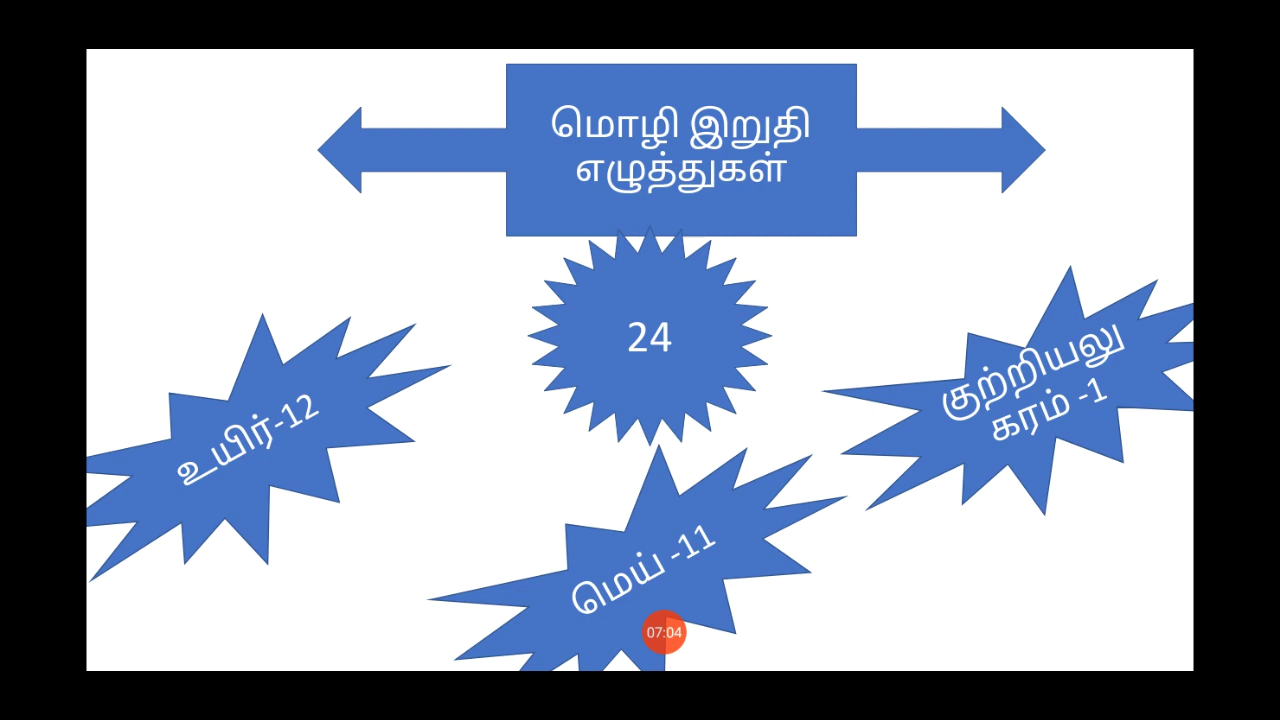 மொழி இறுதி
எழுத்துகள்
24
உயிர்-12
மெய் -11
குற்றியலு
கரம் -1
07:04